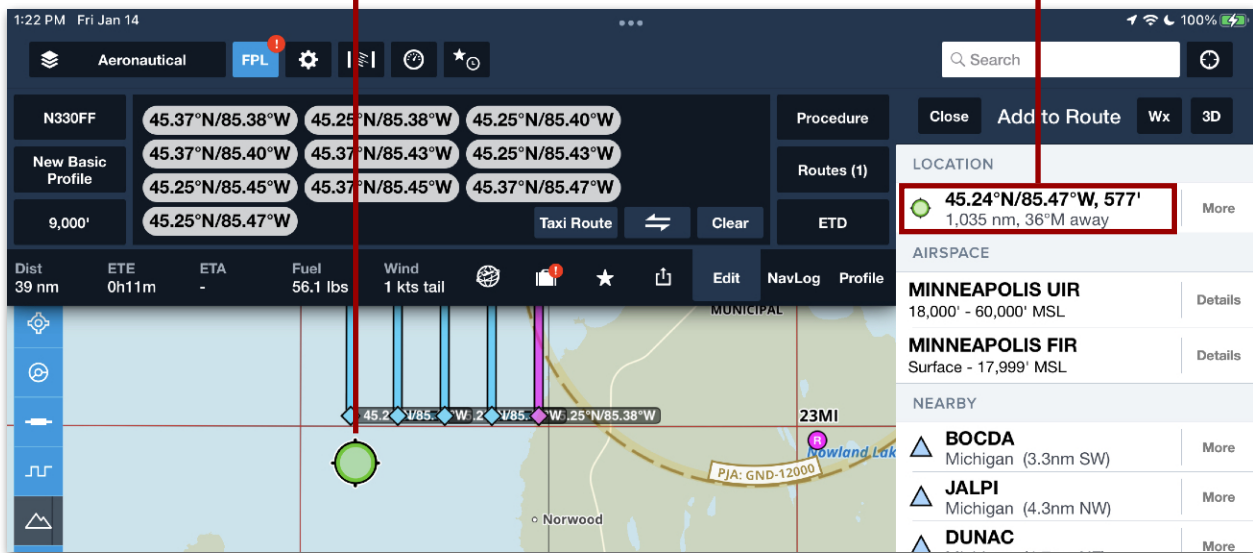 1:22 PM Fri Jan 14
100%
Aeronautical
FPL
Search
N330FF
45.37°N/85.38°W 45.25°N/85.38°W 45.25°N/85.40°W
Procedure
Close Add to Route Wx 3D
New Basic
Profile
45.37°N/85.40°W 45.37°N/85.43°W 45.25°N/85.43°W
Routes (1)
45.25°N/85.45°W 45.37°N/85.45°W 45.37°N/85.47°W
9,000'
45.25°N/85.47°W
Taxi Route
Clear
ETD
Dist ETE ETA Fuel Wind
39 nm 0h11m - 56.1 lbs 1 kts tail
Edit NavLog Profile
LOCATION
45.24°N/85.47°W, 577'
1,035 nm, 36°M away
More
AIRSPACE
MINNEAPOLIS UIR
18,000' - 60,000' MSL
Details
MINNEAPOLIS FIR
Surface - 17,999' MSL
Details
NEARBY
BOCDA
Michigan (3.3nm SW)
More
JALPI
Michigan (4.3nm NW)
More
DUNAC
More
MUNICIPAL
.25°N/85.38°W
23MI
R
PJA: GND-12000
Norwood